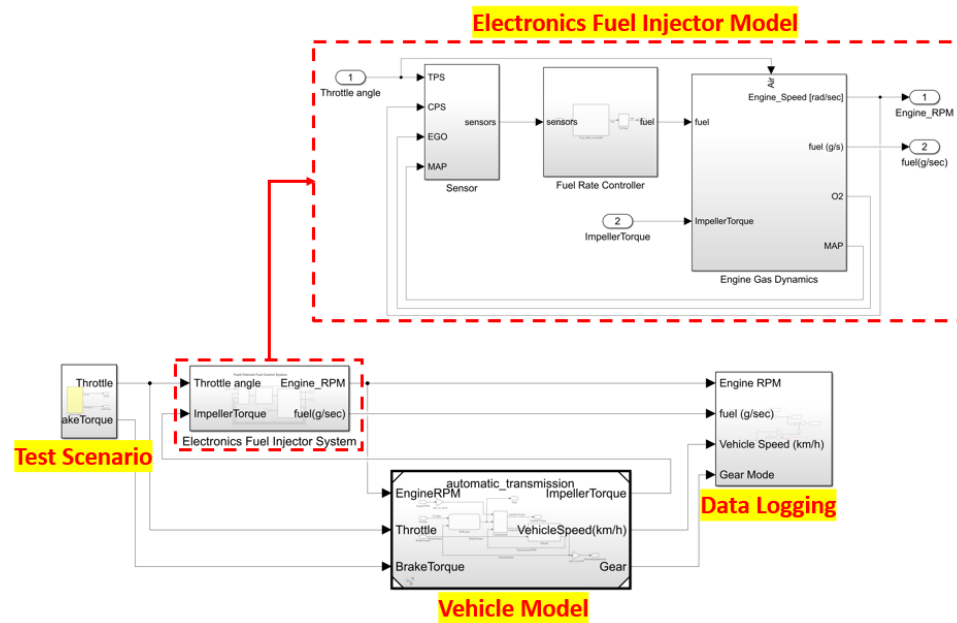 Electronics Fuel Injector Model
1
Throttle angle
TPS
CPS
EGO
MAP
sensors
Sensor
sensors
fuel
Fuel Rate Controller
Air
Engine_Speed [rad/sec]
fuel
fuel (g/s)
O2
ImpellerTorque
MAP
Engine Gas Dynamics
2
ImpellerTorque
1
Engine_RPM
2
fuel(g/sec)
Throttle
akeTorque
Test Scenario
Throttle angle
Engine_RPM
ImpellerTorque
fuel(g/sec)
Electronics Fuel Injector System
automatic_transmission
EngineRPM
ImpellerTorque
Throttle
VehicleSpeed(km/h)
BrakeTorque
Gear
Vehicle Model
Engine RPM
fuel (g/sec)
Vehicle Speed (km/h)
Gear Mode
Data Logging